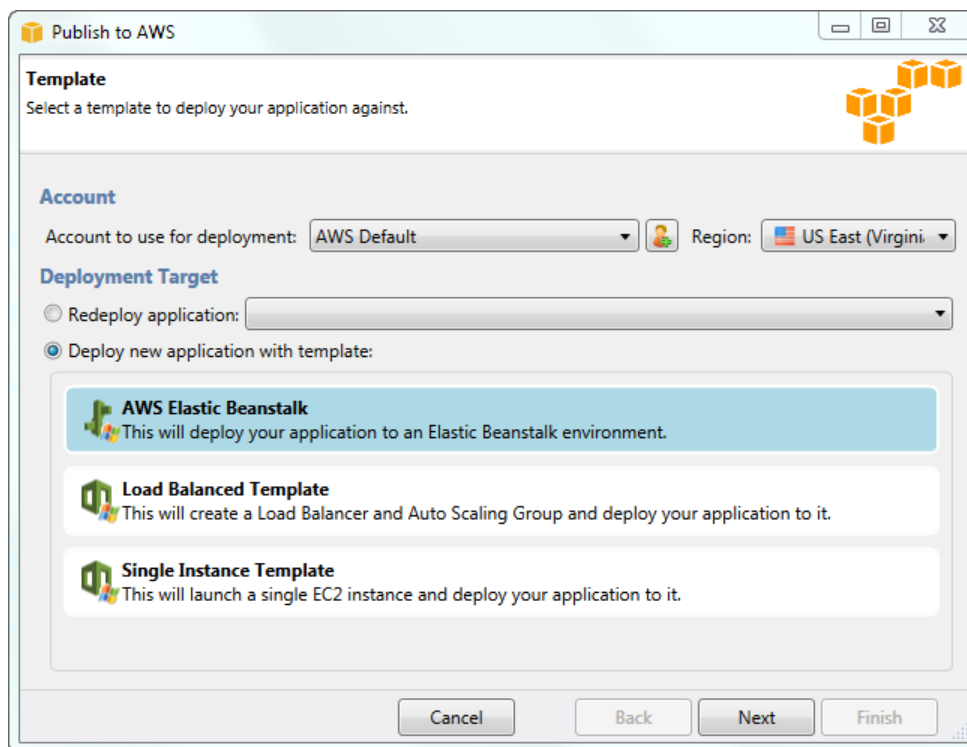 Publish to AWS
Template
Select a template to deploy your application against.
Account
Account to use for deployment: AWS Default Region: US East (Virgini
Deployment Target
Redeploy application:
Deploy new application with template:
AWS Elastic Beanstalk
This will deploy your application to an Elastic Beanstalk environment.
Load Balanced Template
This will create a Load Balancer and Auto Scaling Group and deploy your application to it.
Single Instance Template
This will launch a single EC2 instance and deploy your application to it.
Cancel Back Next Finish